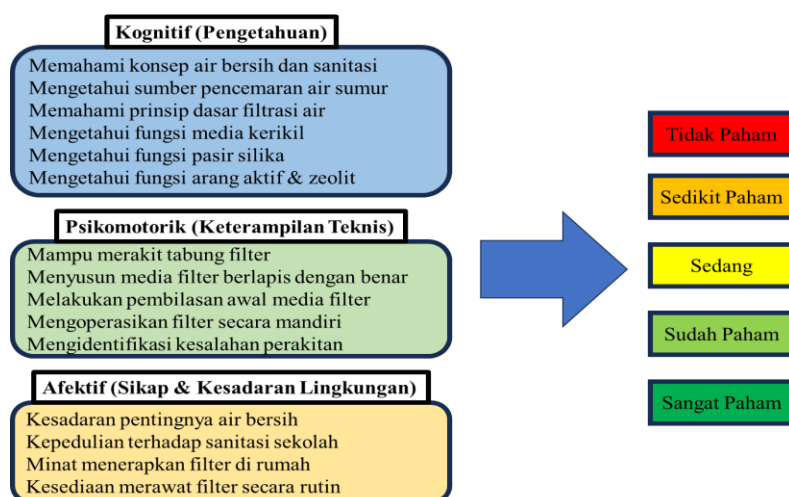 Kognitif (Pengetahuan)
Memahami konsep air bersih dan sanitasi
Mengetahui sumber pencemaran air sumur
Memahami prinsip dasar filtrasi air
Mengetahui fungsi media kerikil
Mengetahui fungsi pasir silika
Mengetahui fungsi arang aktif & zeolit
Psikomotorik (Keterampilan Teknis)
Mampu merakit tabung filter
Menyusun media filter berlapis dengan benar
Melakukan pembilasan awal media filter
Mengoperasikan filter secara mandiri
Mengidentifikasi kesalahan perakitan
Afektif (Sikap & Kesadaran Lingkungan)
Kesadaran pentingnya air bersih
Kepedulian terhadap sanitasi sekolah
Minat menerapkan filter di rumah
Kesediaan merawat filter secara rutin
Tidak Paham
Sedikit Paham
Sedang
Sudah Paham
Sangat Paham